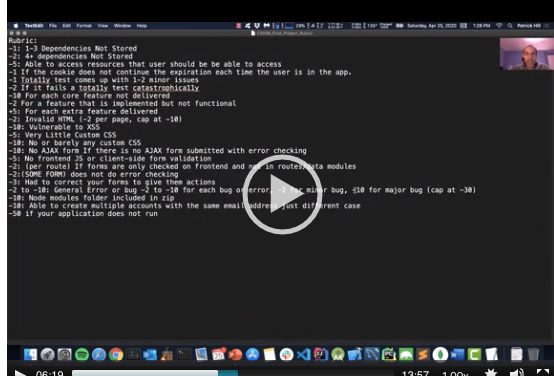 TextEdit File Edit Format View Window Help
Saturday, Apr 25, 2020 1:28 PM Patrick Hill
CS546_Final_Project_Rubric
Rubric:
-1: 1-3 Dependencies Not Stored
-2: 4+ dependencies Not Stored
-5: Able to access resources that user should be be able to access
-1 If the cookie does not continue the expiration each time the user is in the app.
-1 Tota11y test comes up with 1-2 minor issues
-2 If it fails a tota11y test catastrophically
-10 For each core feature not delivered
-2 For a feature that is implemented but not functional
+5: For each extra feature delivered
-2: Invalid HTML (-2 per page, cap at -10)
-10: Vulnerable to XSS
-5: Very Little Custom CSS
-10: No or barely any custom CSS
-10: No AJAX form If there is no AJAX form submitted with error checking
-5: No frontend JS or client-side form validation
-2: (per route) If forms are only checked on frontend and not in routes/data modules
-2:(SOME FORM) does not do error checking
-3: Had to correct your forms to give them actions
-2 to -10: General Error or bug -2 to -10 for each bug or error, -2 for minor bug, -10 for major bug (cap at -30)
-10: Node modules folder included in zip
-10: Able to create multiple accounts with the same email address just different case
-50 if your application does not run
06:19
13:57 1.00x